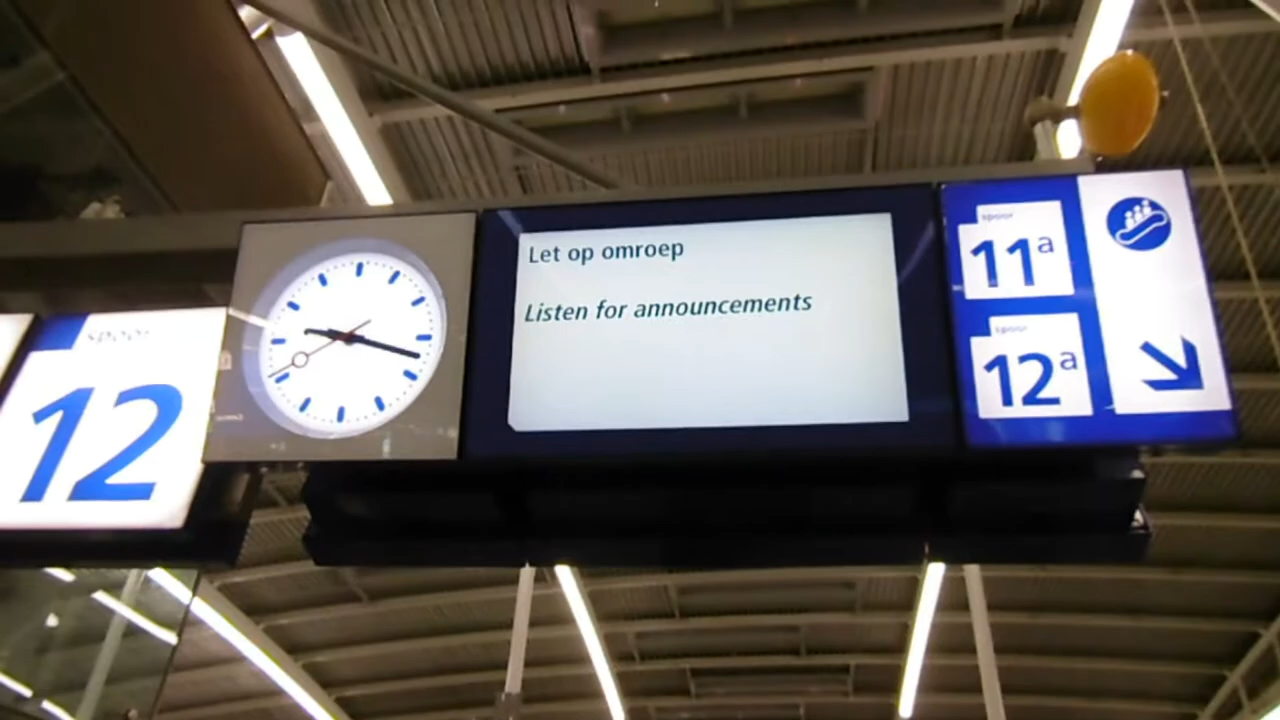 spoor
12
Let op omroep
Listen for announcements
spoor
11a
spoor
12a